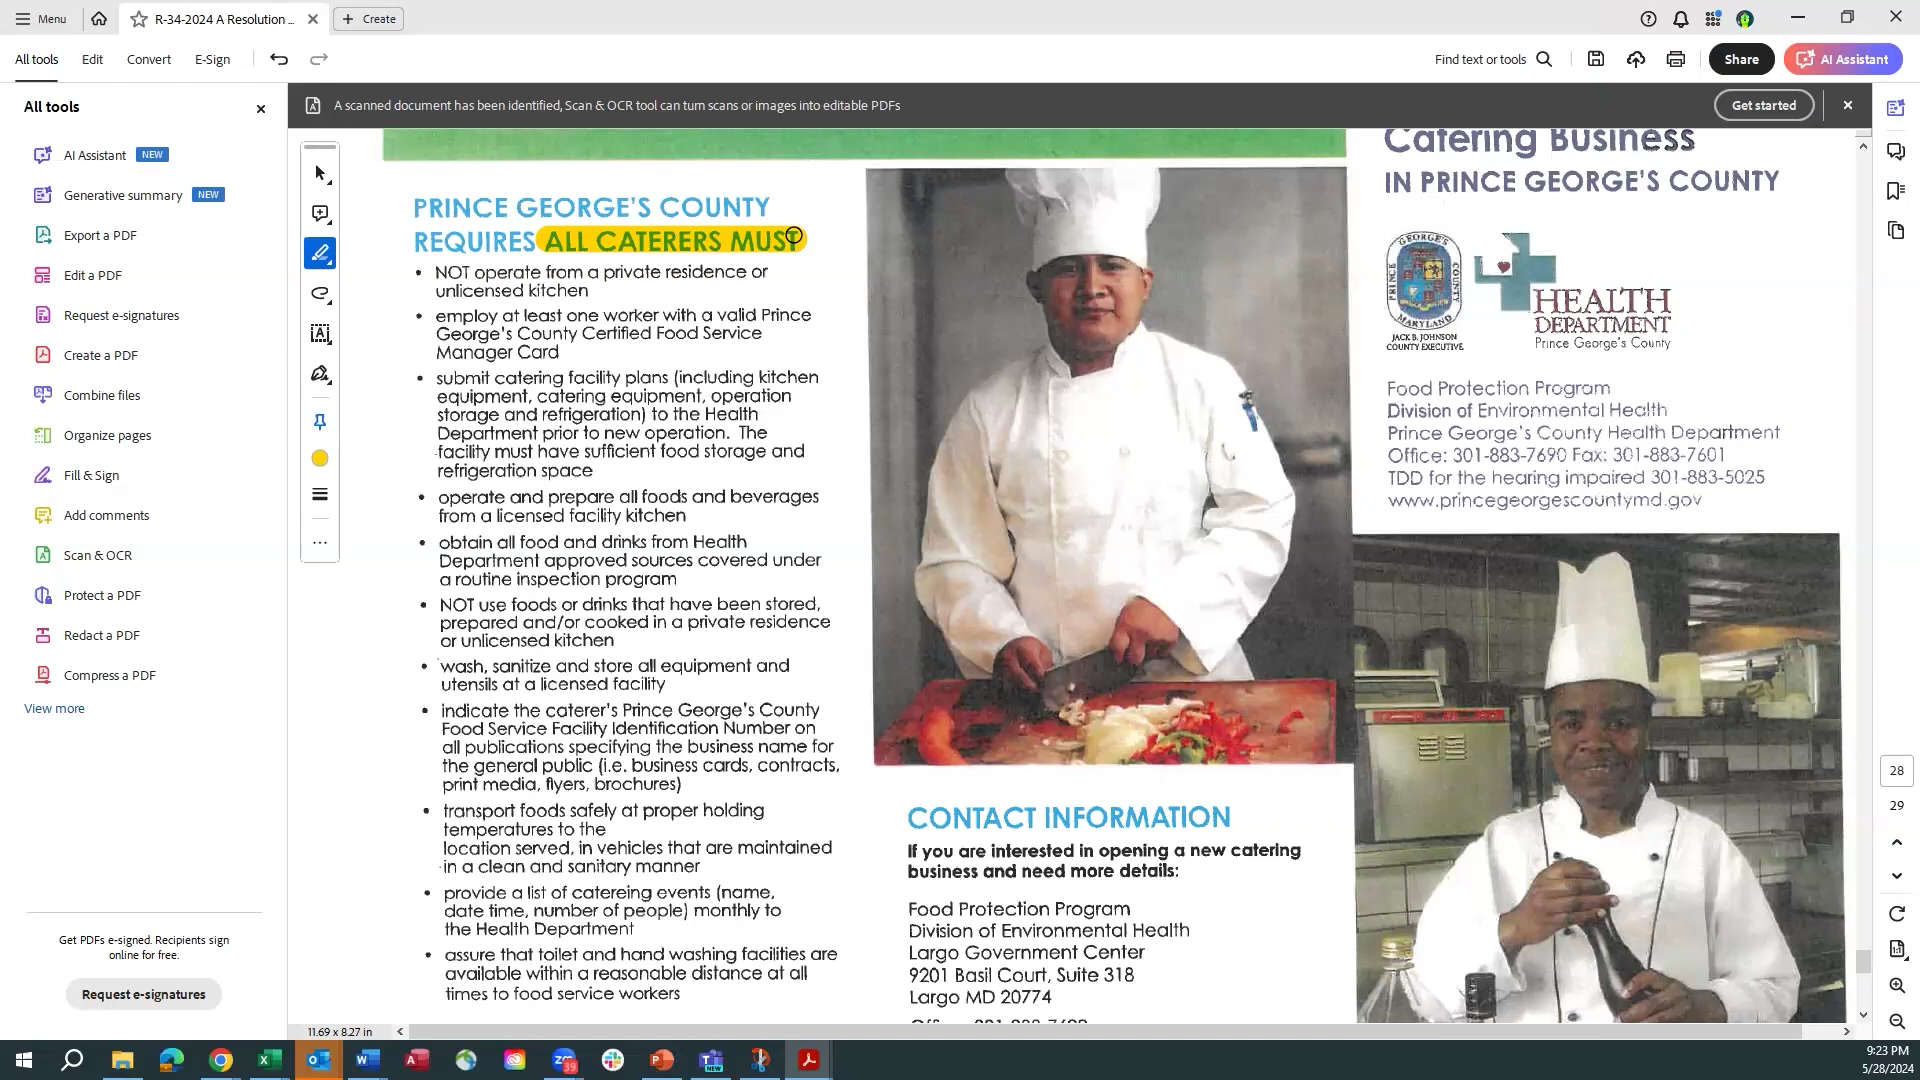 Menu
R-34-2024 A Resolution ...
Create
All tools
Edit
Convert
E-Sign
Find text or tools
Share
AI Assistant
All tools
A scanned document has been identified, Scan & OCR tool can turn scans or images into editable PDFs
Get started
AI Assistant NEW
Generative summary NEW
Export a PDF
Edit a PDF
Request e-signatures
Create a PDF
Combine files
Organize pages
Fill & Sign
Add comments
Scan & OCR
Protect a PDF
Redact a PDF
Compress a PDF
View more
Get PDFs e-signed. Recipients sign
online for free.
Request e-signatures
PRINCE GEORGE'S COUNTY
REQUIRES ALL CATERERS MUST
• NOT operate from a private residence or
unlicensed kitchen
• employ at least one worker with a valid Prince
George's County Certified Food Service
Manager Card
• submit catering facility plans (including kitchen
equipment, catering equipment, operation
storage and refrigeration) to the Health
Department prior to new operation. The
facility must have sufficient food storage and
refrigeration space
• operate and prepare all foods and beverages
from a licensed facility kitchen
• obtain all food and drinks from Health
Department approved sources covered under
a routine inspection program
• NOT use foods or drinks that have been stored,
prepared and/or cooked in a private residence
or unlicensed kitchen
• wash, sanitize and store all equipment and
utensils at a licensed facility
• indicate the caterer's Prince George's County
Food Service Facility Identification Number on
all publications specifying the business name for
the general public (i.e. business cards, contracts,
print media, flyers, brochures)
• transport foods safely at proper holding
temperatures to the
location served, in vehicles that are maintained
in a clean and sanitary manner
• provide a list of catereing events (name,
date time, number of people) monthly to
the Health Department
• assure that toilet and hand washing facilities are
available within a reasonable distance at all
times to food service workers
CONTACT INFORMATION
If you are interested in opening a new catering
business and need more details:
Food Protection Program
Division of Environmental Health
Largo Government Center
9201 Basil Court, Suite 318
Largo MD 20774
Catering Business
IN PRINCE GEORGE'S COUNTY
PRINCE GEORGE'S
MARYLAND
JACK B. JOHNSON
COUNTY EXECUTIVE
HEALTH
DEPARTMENT
Prince George's County
Food Protection Program
Division of Environmental Health
Prince George's County Health Department
Office: 301-883-7690 Fax: 301-883-7601
TDD for the hearing impaired 301-883-5025
www.princegeorgescountymd.gov
28
29
11.69 x 8.27 in
39
NEW
9:23 PM
5/28/2024